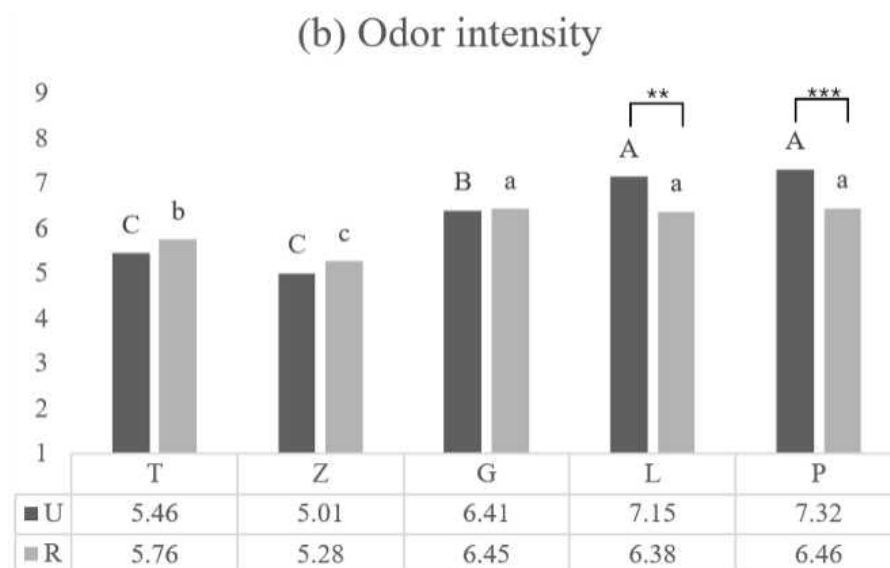 (b) Odor intensity
9
8
7
6
5
4
3
2
1
C b
C c
B a
A a
**
A a
***
T Z G L P
U 5.46 5.01 6.41 7.15 7.32
R 5.76 5.28 6.45 6.38 6.46